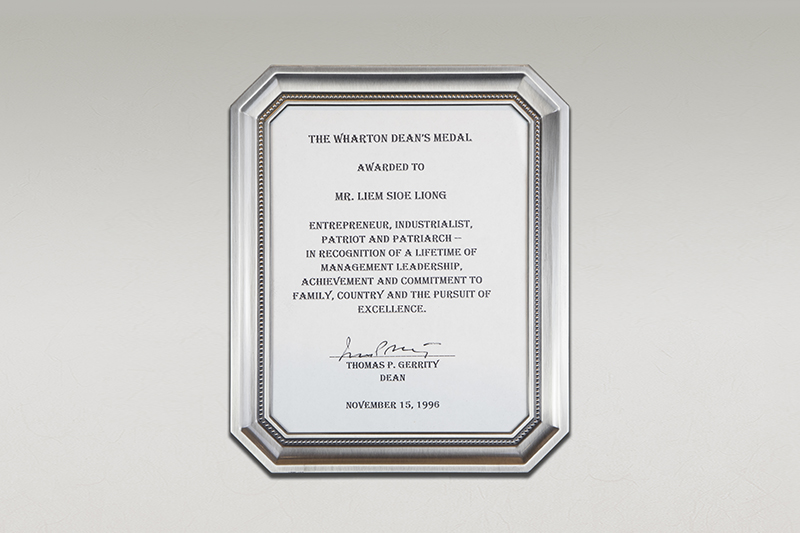 THE WHARTON DEAN'S MEDAL
AWARDED TO
MR. LIEM SIOE LIONG
ENTREPRENEUR, INDUSTRIALIST,
PATRIOT AND PATRIARCH –
IN RECOGNITION OF A LIFETIME OF
MANAGEMENT LEADERSHIP,
ACHIEVEMENT AND COMMITMENT TO
FAMILY, COUNTRY AND THE PURSUIT OF
EXCELLENCE.
THOMAS P. GERRITY
DEAN
NOVEMBER 15, 1996